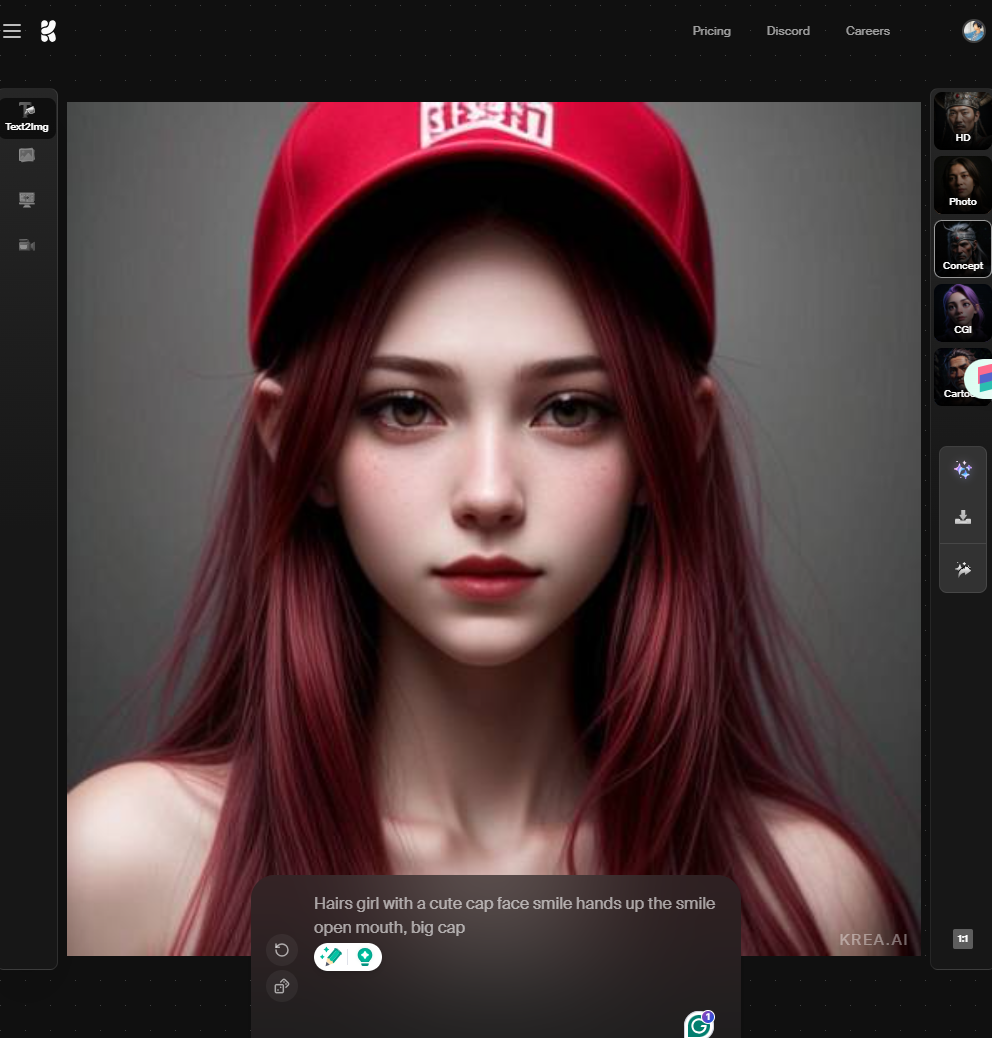 Pricing
Discord
Careers
Text2Img
HD
Photo
Concept
CGI
Hairs girl with a cute cap face smile hands up the smile
open mouth, big cap
KREA.AI
1:1
1